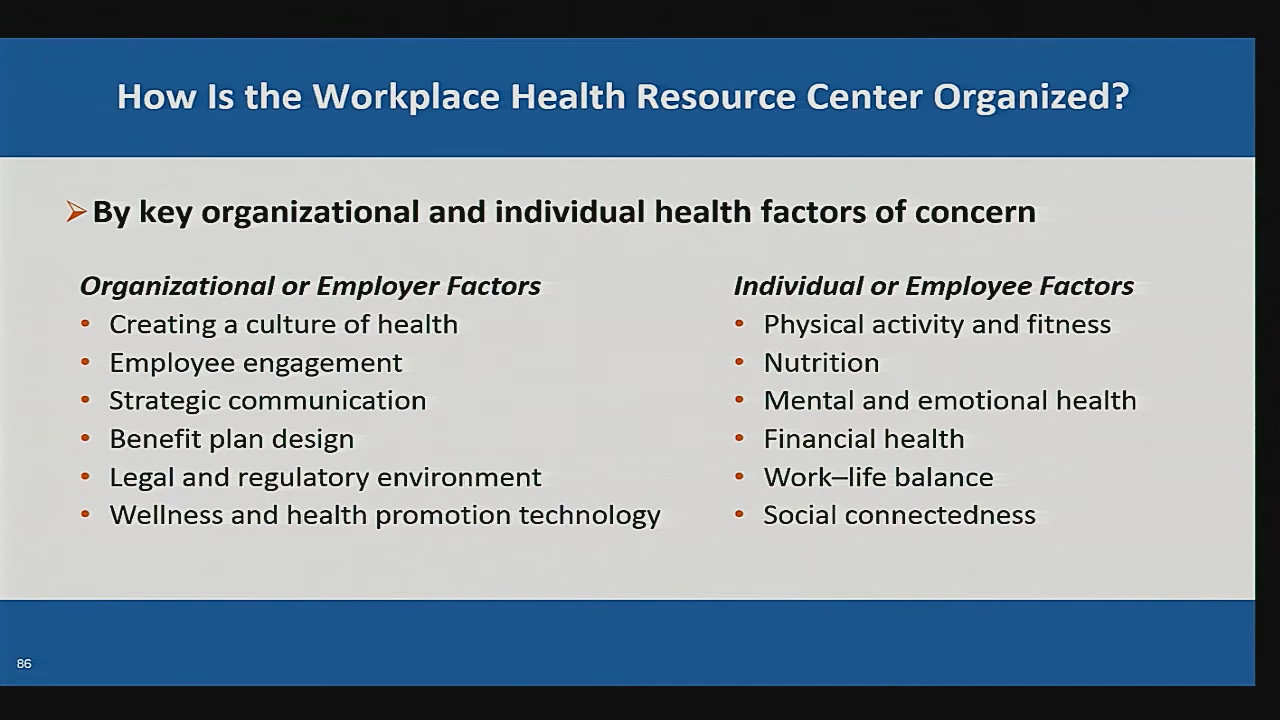 How Is the Workplace Health Resource Center Organized?
➢ By key organizational and individual health factors of concern
Organizational or Employer Factors
• Creating a culture of health
• Employee engagement
• Strategic communication
• Benefit plan design
• Legal and regulatory environment
• Wellness and health promotion technology
Individual or Employee Factors
• Physical activity and fitness
• Nutrition
• Mental and emotional health
• Financial health
• Work–life balance
• Social connectedness
86